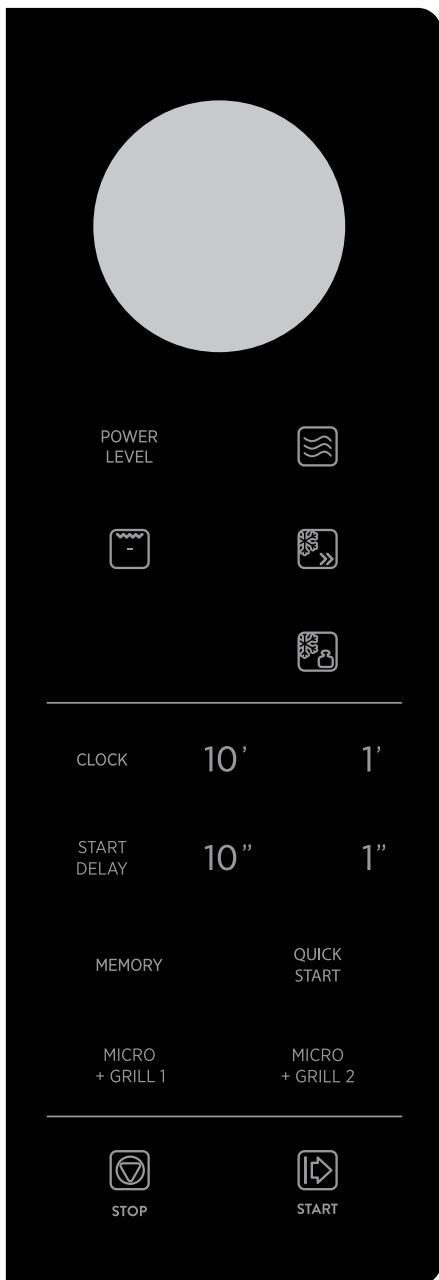 POWER
LEVEL
CLOCK
10’
1’
START
DELAY
10”
1”
MEMORY
QUICK
START
MICRO
+ GRILL 1
MICRO
+ GRILL 2
STOP
START